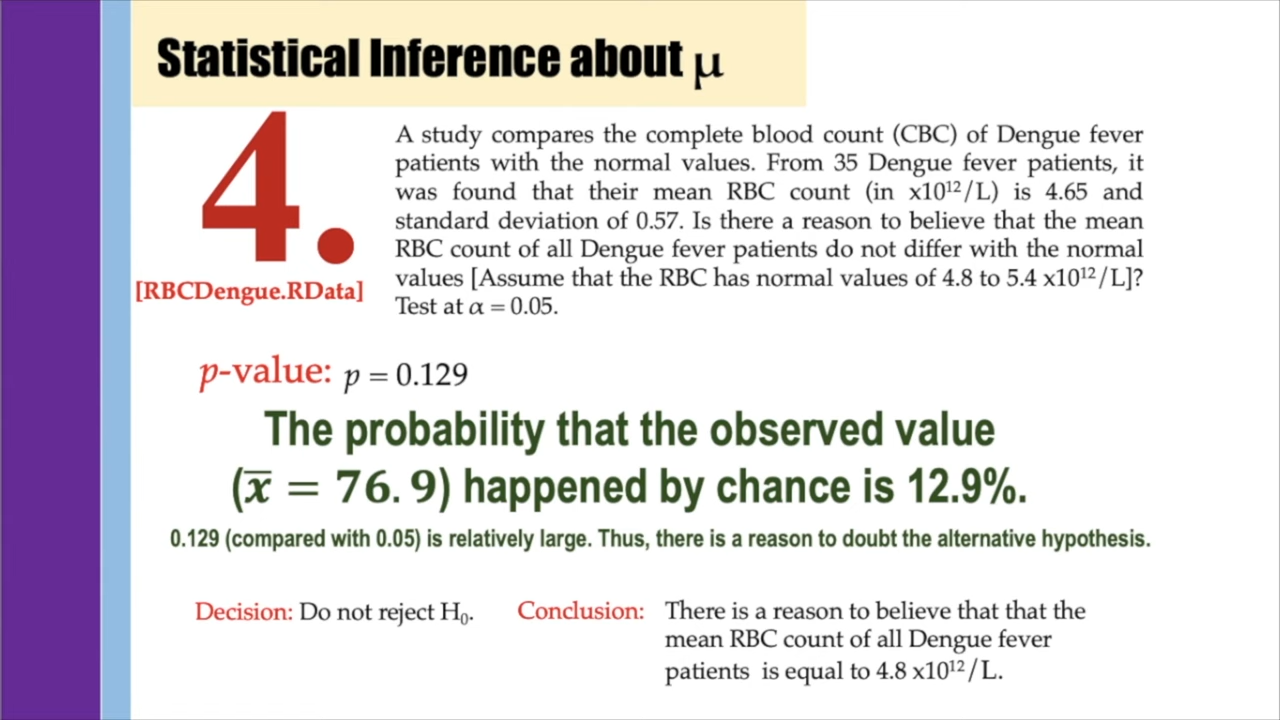 Statistical Inference about μ
4.
[RBCDengue.RData]
A study compares the complete blood count (CBC) of Dengue fever
patients with the normal values. From 35 Dengue fever patients, it
was found that their mean RBC count (in x10¹²/L) is 4.65 and
standard deviation of 0.57. Is there a reason to believe that the mean
RBC count of all Dengue fever patients do not differ with the normal
values [Assume that the RBC has normal values of 4.8 to 5.4 x10¹²/L]?
Test at α = 0.05.
p-value: p = 0.129
The probability that the observed value
(x̅ = 76.9) happened by chance is 12.9%.
0.129 (compared with 0.05) is relatively large. Thus, there is a reason to doubt the alternative hypothesis.
Decision: Do not reject H₀.
Conclusion: There is a reason to believe that that the
mean RBC count of all Dengue fever
patients is equal to 4.8 x10¹²/L.